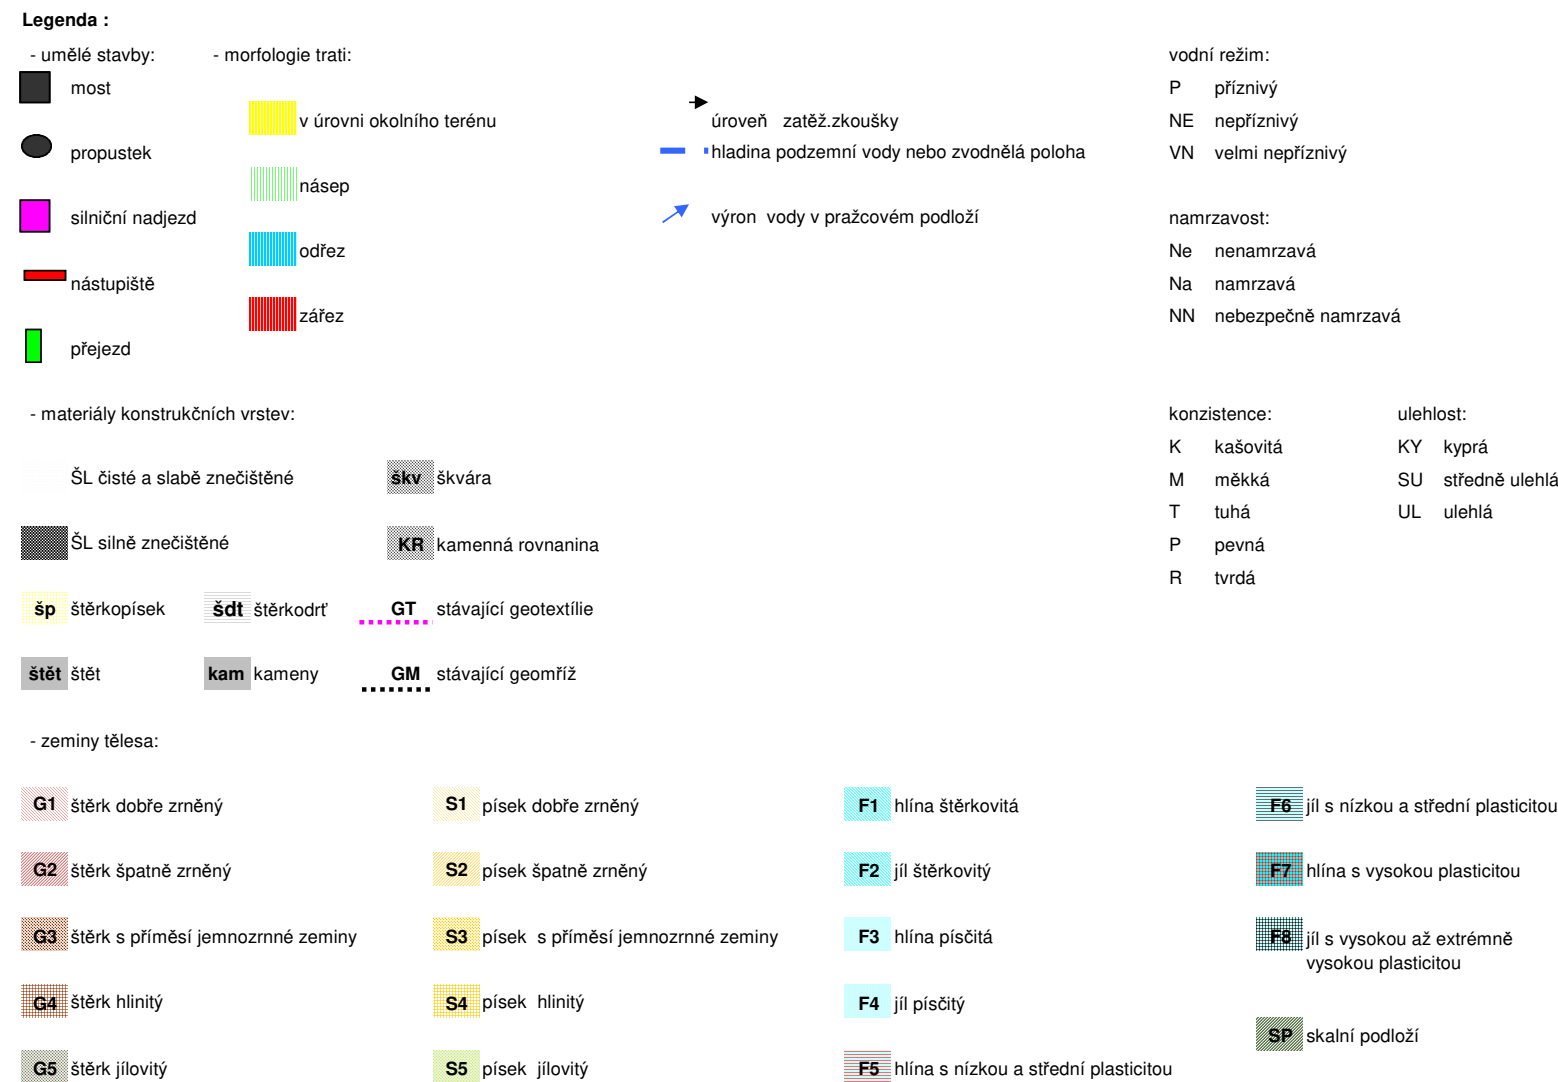 Legenda :
- umělé stavby:
most
propustek
silniční nadjezd
nástupiště
přejezd
- morfologie trati:
v úrovni okolního terénu
násep
odřez
zářez
úroveň zatěž.zkoušky
hladina podzemní vody nebo zvodnělá poloha
výron vody v pražcovém podloží
vodní režim:
P příznivý
NE nepříznivý
VN velmi nepříznivý
namrzavost:
Ne nenamrzavá
Na namrzavá
NN nebezpečně namrzavá
- materiály konstrukčních vrstev:
ŠL čisté a slabě znečištěné
škv škvára
ŠL silně znečištěné
KR kamenná rovnanina
šp štěrkopísek
šdt štěrkodrť
GT stávající geotextílie
štět štět
kam kameny
GM stávající geomříž
konzistence:
K kašovitá
M měkká
T tuhá
P pevná
R tvrdá
ulehlost:
KY kyprá
SU středně ulehlá
UL ulehlá
- zeminy tělesa:
G1 štěrk dobře zrněný
G2 štěrk špatně zrněný
G3 štěrk s příměsí jemnozrnné zeminy
G4 štěrk hlinitý
G5 štěrk jílovitý
S1 písek dobře zrněný
S2 písek špatně zrněný
S3 písek s příměsí jemnozrnné zeminy
S4 písek hlinitý
S5 písek jílovitý
F1 hlína štěrkovitá
F2 jíl štěrkovitý
F3 hlína písčitá
F4 jíl písčitý
F5 hlína s nízkou a střední plasticitou
F6 jíl s nízkou a střední plasticitou
F7 hlína s vysokou plasticitou
F8 jíl s vysokou až extrémně
vysokou plasticitou
SP skalní podloží